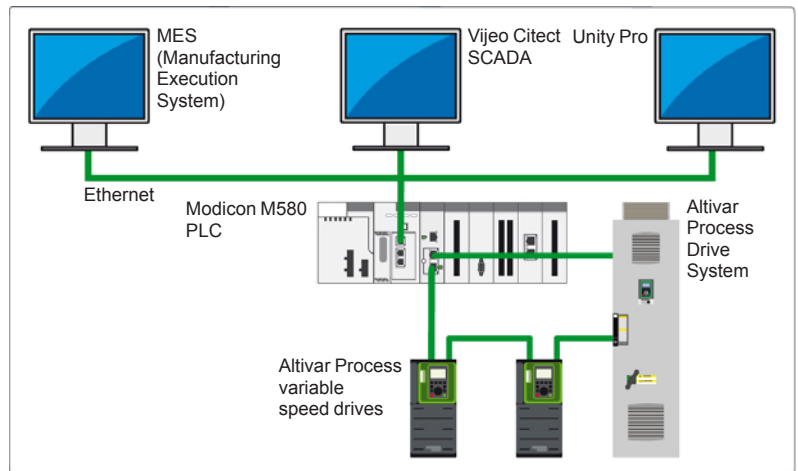 MES
(Manufacturing
Execution
System)
Vijeo Citect
SCADA
Unity Pro
Ethernet
Modicon M580
PLC
Altivar
Process
Drive
System
Altivar Process
variable
speed drives